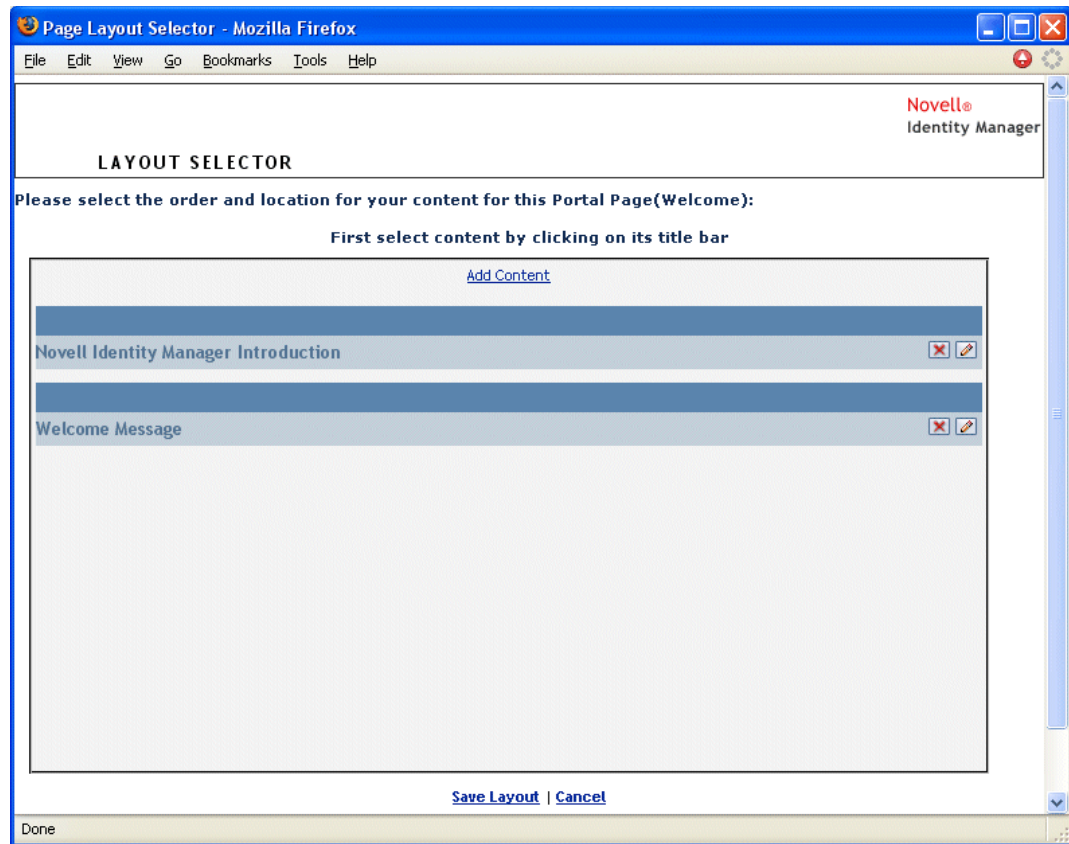 Page Layout Selector - Mozilla Firefox
File Edit View Go Bookmarks Tools Help
Novell®
Identity Manager
LAYOUT SELECTOR
Please select the order and location for your content for this Portal Page(Welcome):
First select content by clicking on its title bar
Add Content
Novell Identity Manager Introduction
Welcome Message
Save Layout | Cancel
Done